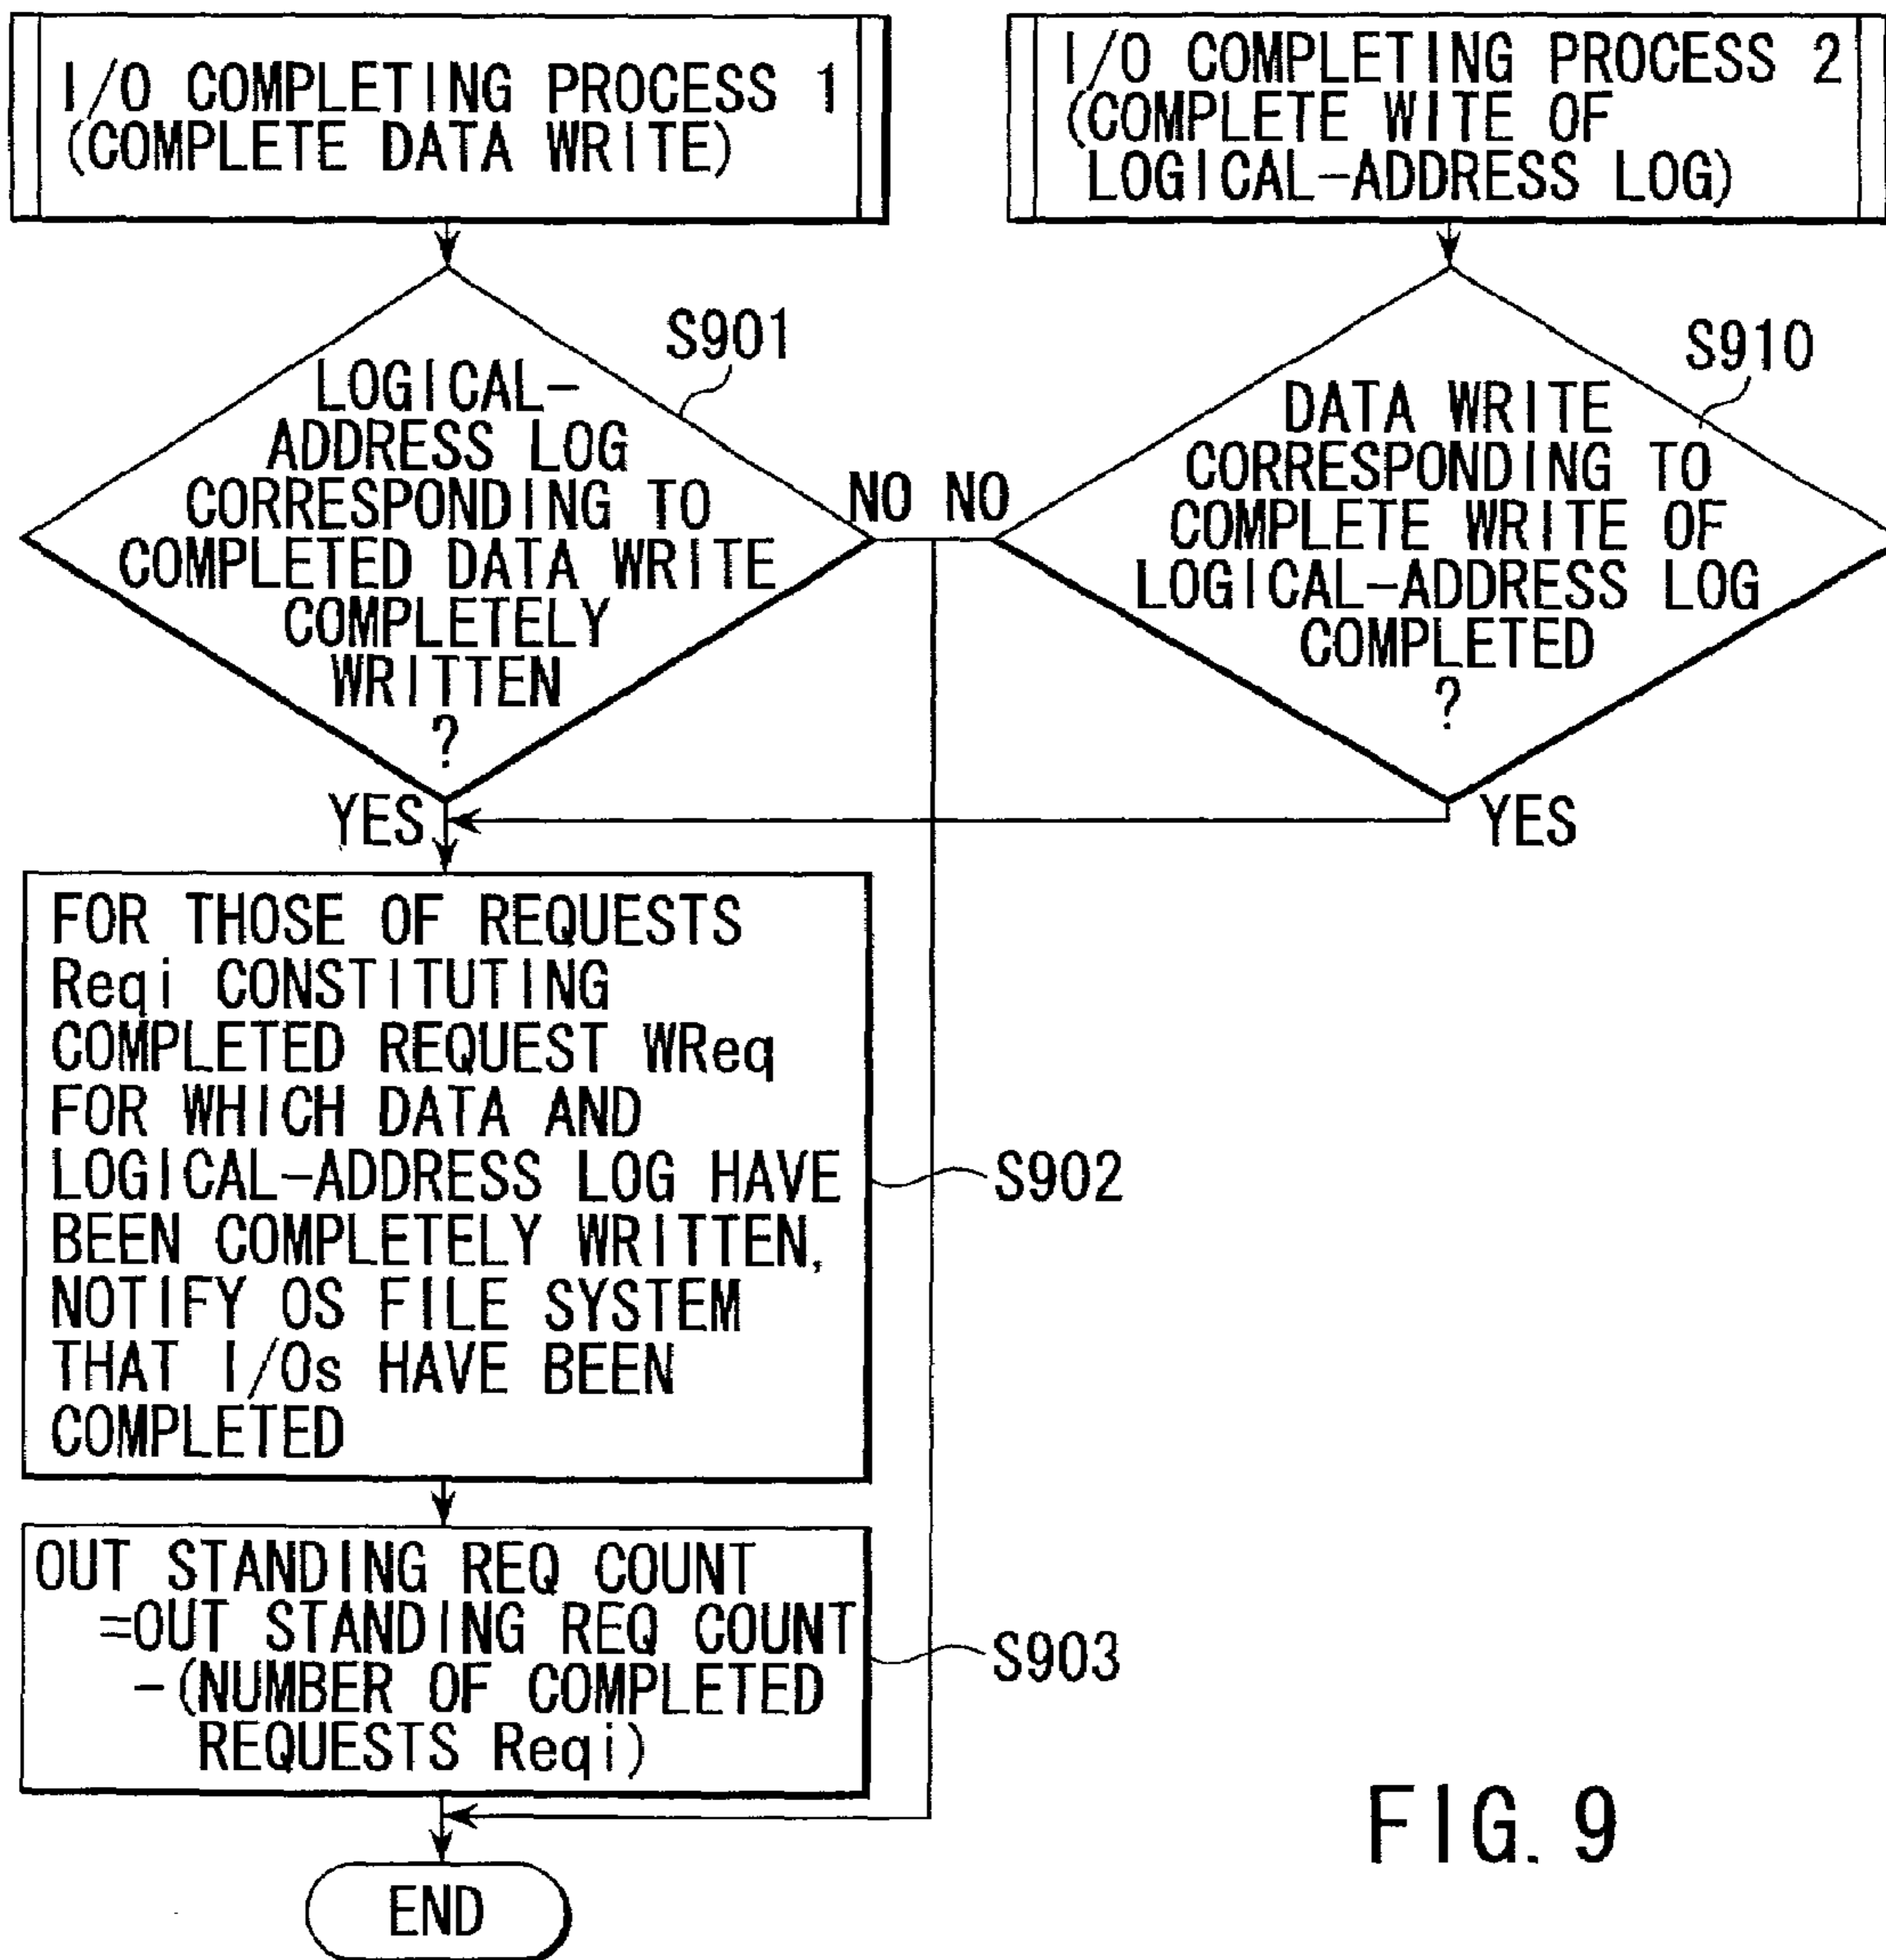 I/O COMPLETING PROCESS 1
(COMPLETE DATA WRITE)
I/O COMPLETING PROCESS 2
(COMPLETE WITE OF
LOGICAL-ADDRESS LOG)
S901
LOGICAL-
ADDRESS LOG
CORRESPONDING TO
COMPLETED DATA WRITE
COMPLETELY
WRITTEN
?
NO
NO
S910
DATA WRITE
CORRESPONDING TO
COMPLETE WRITE OF
LOGICAL-ADDRESS LOG
COMPLETED
?
YES
YES
FOR THOSE OF REQUESTS
Reqi CONSTITUTING
COMPLETED REQUEST WReq
FOR WHICH DATA AND
LOGICAL-ADDRESS LOG HAVE
BEEN COMPLETELY WRITTEN,
NOTIFY OS FILE SYSTEM
THAT I/Os HAVE BEEN
COMPLETED
S902
OUT STANDING REQ COUNT
=OUT STANDING REQ COUNT
-(NUMBER OF COMPLETED
REQUESTS Reqi)
S903
END
FIG. 9